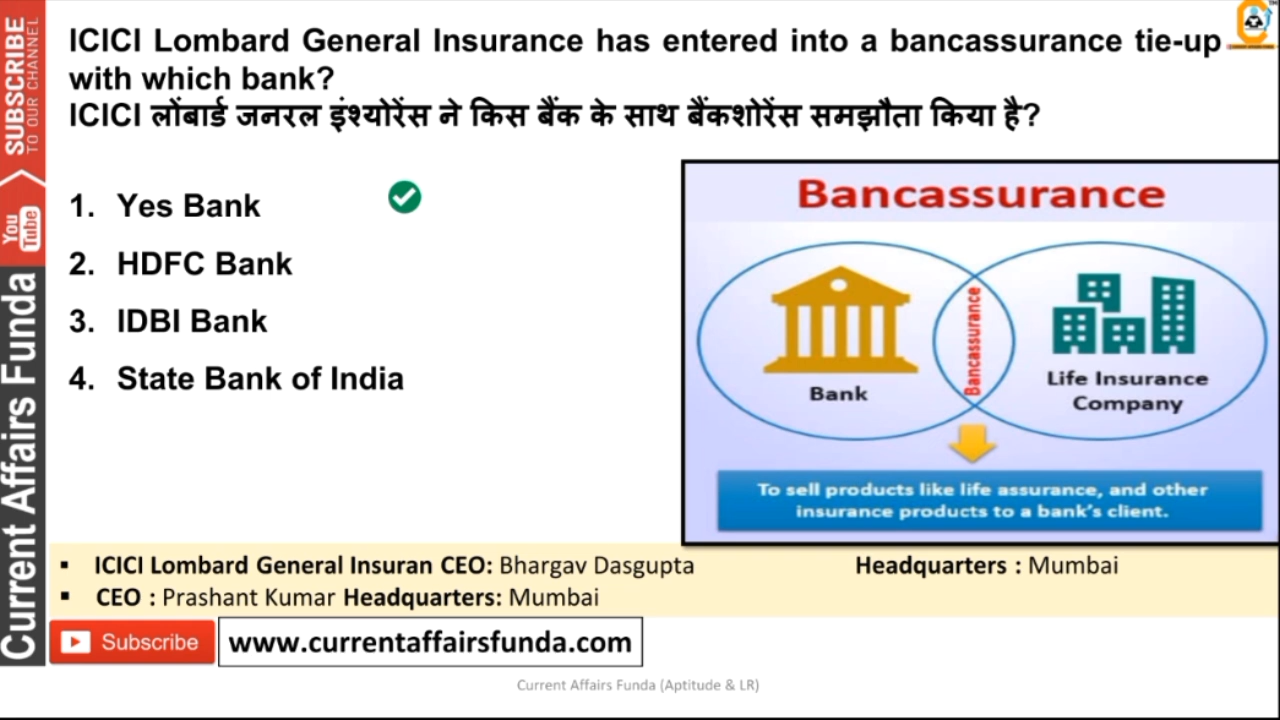 ICICI Lombard General Insurance has entered into a bancassurance tie-up
with which bank?
ICICI लोंबार्ड जनरल इंश्योरेंस ने किस बैंक के साथ बैंकशोरेंस समझौता किया है?
1. Yes Bank
2. HDFC Bank
3. IDBI Bank
4. State Bank of India
Bancassurance
Bank
Bancassurance
Life Insurance
Company
To sell products like life assurance, and other
insurance products to a bank's client.
▪ ICICI Lombard General Insuran CEO: Bhargav Dasgupta Headquarters : Mumbai
▪ CEO : Prashant Kumar Headquarters: Mumbai
Subscribe
www.currentaffairsfunda.com
Current Affairs Funda (Aptitude & LR)
SUBSCRIBE
TO OUR CHANNEL
You
Tube
Current Affairs Funda